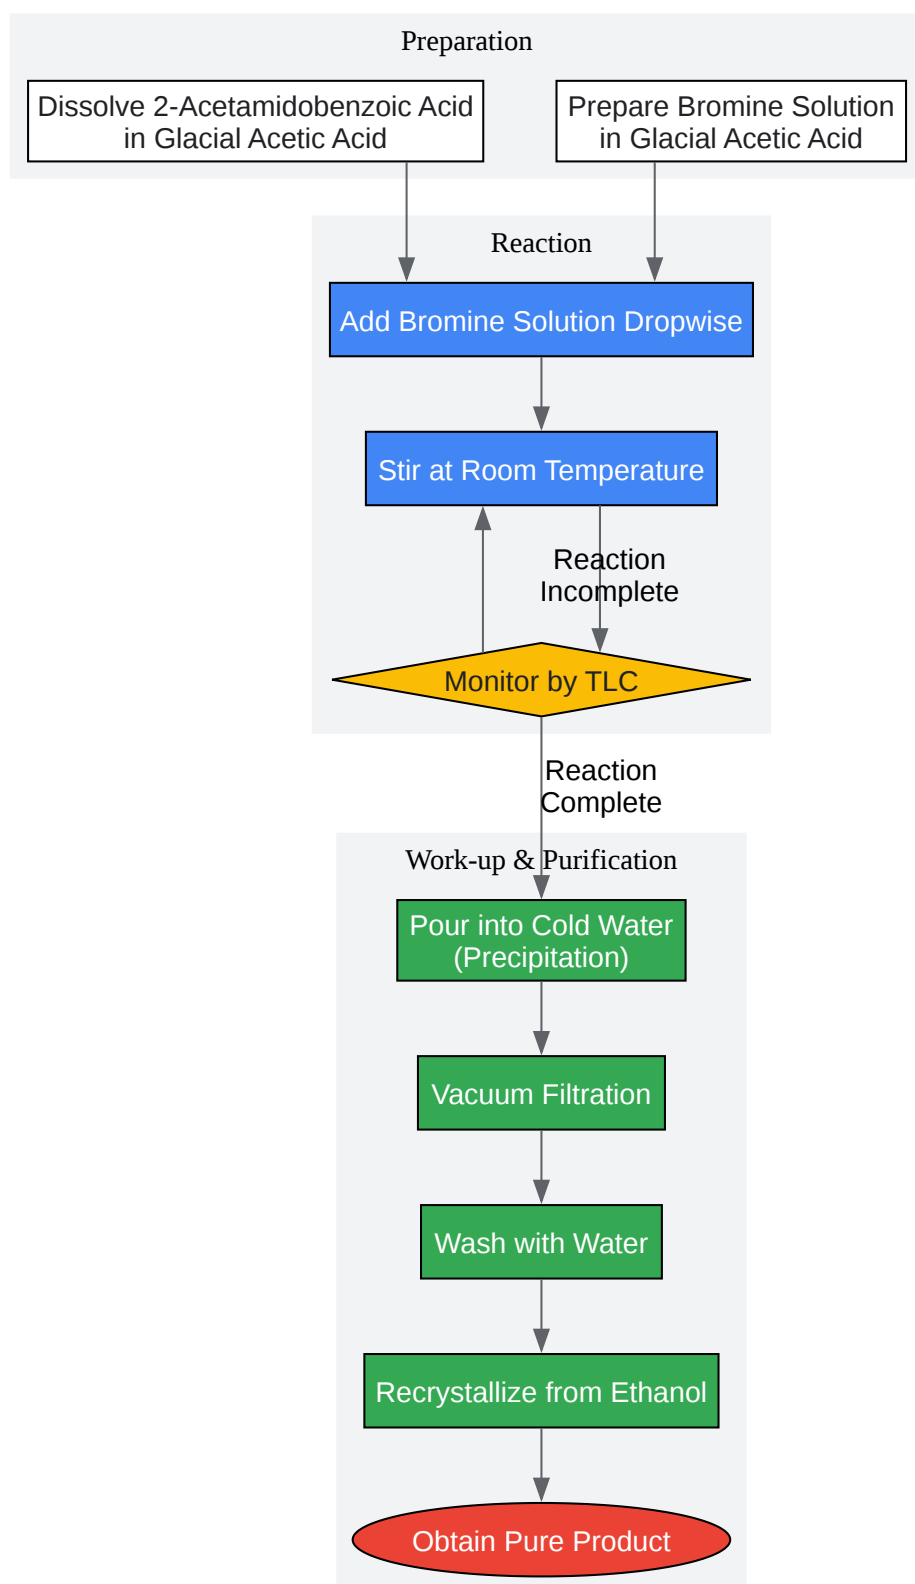 Preparation
Dissolve 2-Acetamidobenzoic Acid
in Glacial Acetic Acid
Prepare Bromine Solution
in Glacial Acetic Acid
Reaction
Add Bromine Solution Dropwise
Stir at Room Temperature
Reaction
Incomplete
Monitor by TLC
Reaction
Complete
Work-up & Purification
Pour into Cold Water
(Precipitation)
Vacuum Filtration
Wash with Water
Recrystallize from Ethanol
Obtain Pure Product